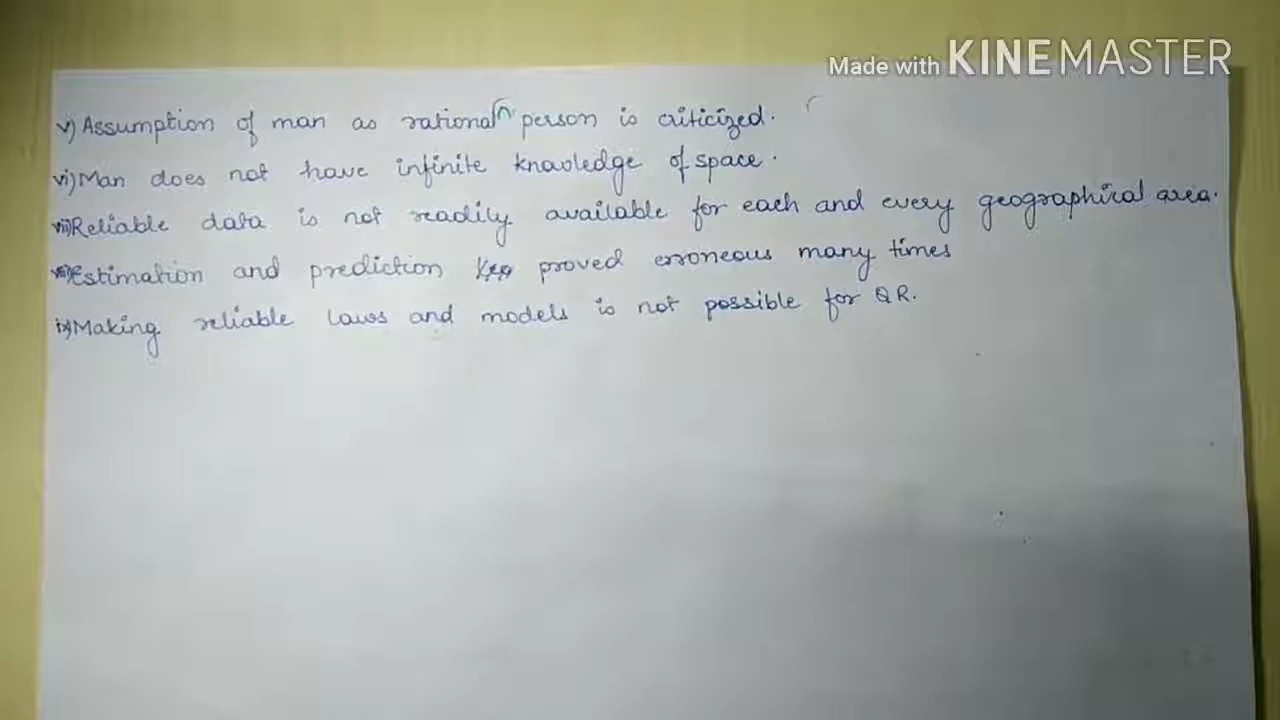 Made with KINEMASTER
v) Assumption of man as rational person is criticized.
vi) Man does not have infinite knowledge of space.
vii) Reliable data is not readily available for each and every geographical area.
viii) Estimation and prediction proved erroneous many times
ix) Making reliable laws and models is not possible for QR.